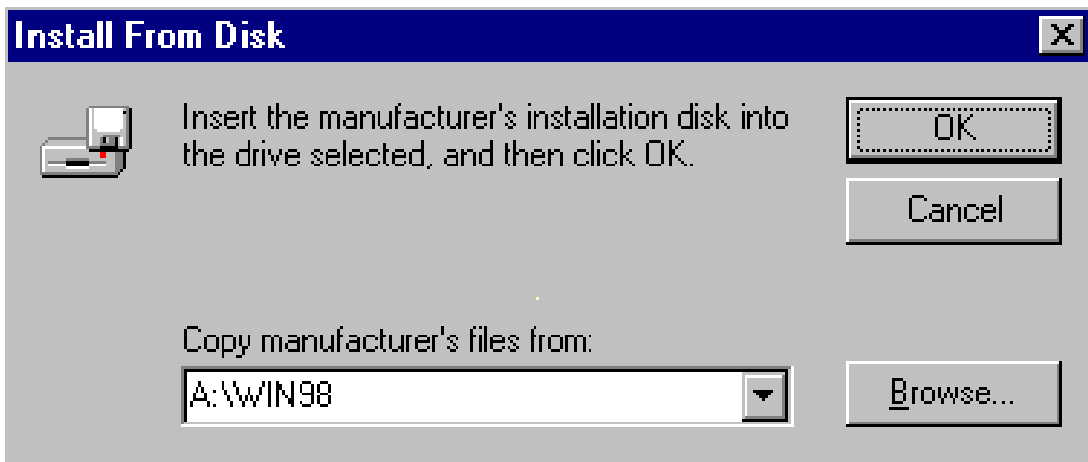 Install From Disk
Insert the manufacturer's installation disk into
the drive selected, and then click OK.
OK
Cancel
Copy manufacturer's files from:
A:\WIN98
Browse...